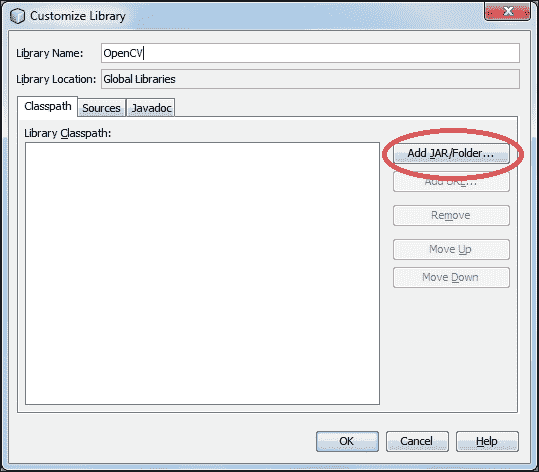 Customize Library
Library Name: OpenCV
Library Location: Global Libraries
Classpath Sources Javadoc
Library Classpath:
Add JAR/Folder...
Add URL...
Remove
Move Up
Move Down
OK Cancel Help